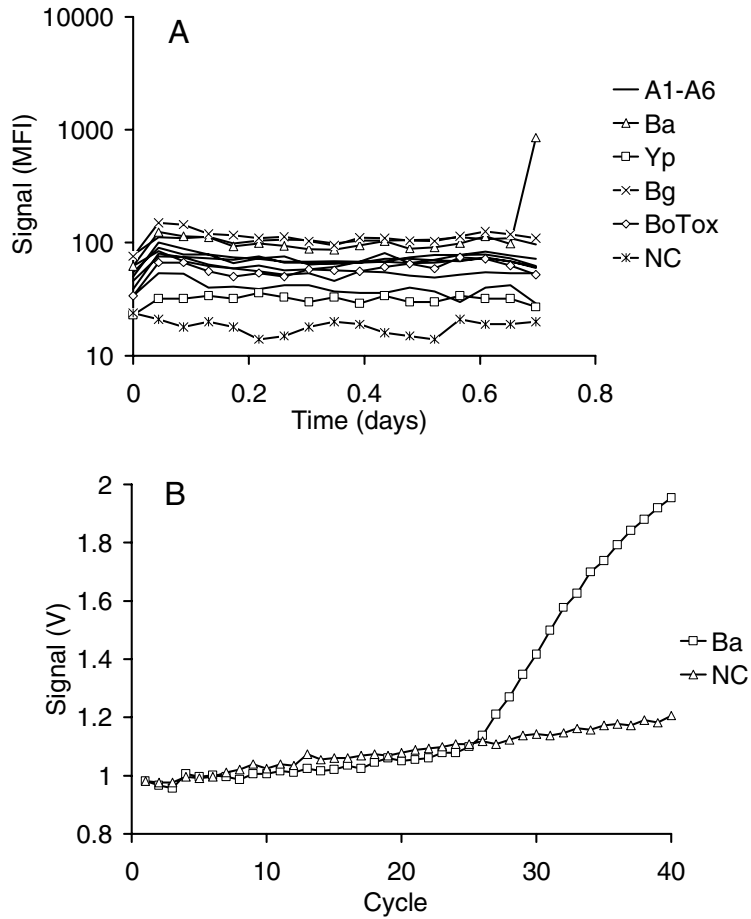 A
10000
1000
100
10
Signal (MFI)
0
0.2
0.4
0.6
0.8
Time (days)
A1-A6
Ba
Yp
Bg
BoTox
NC
B
2
1.8
1.6
1.4
1.2
1
0.8
Signal (V)
0
10
20
30
40
Cycle
Ba
NC